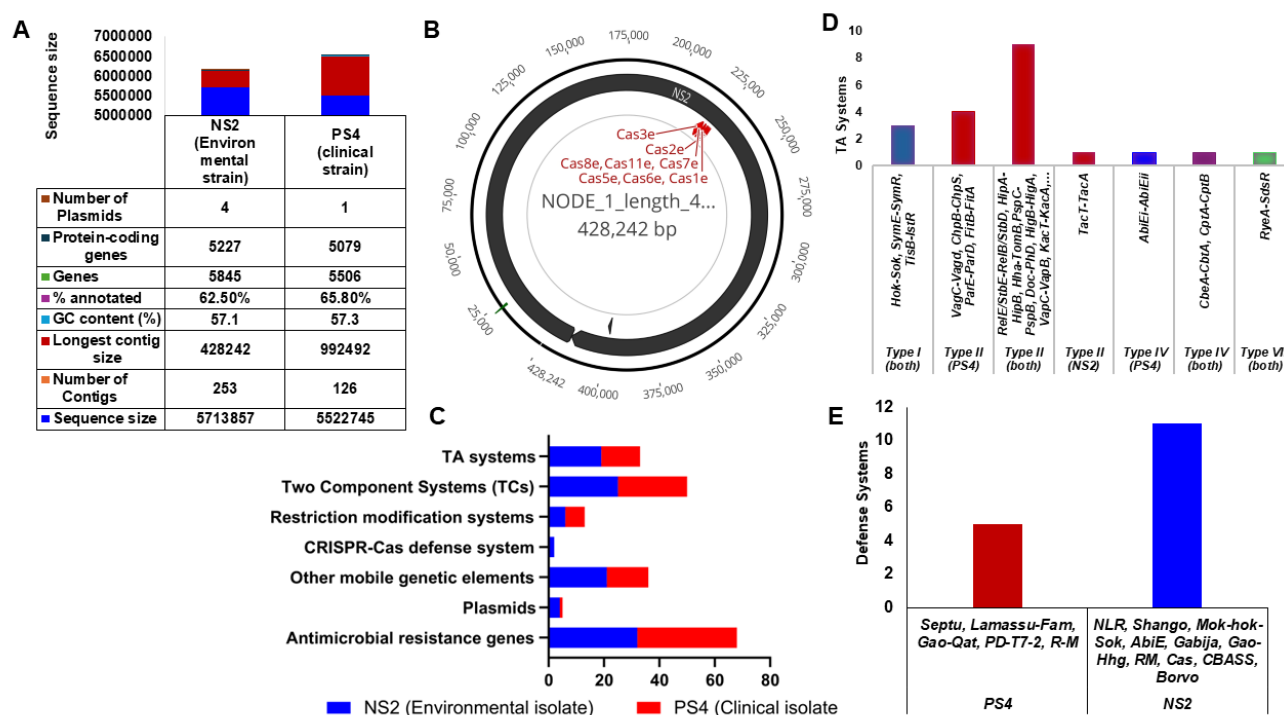 A
Sequence size
7000000
6500000
6000000
5500000
5000000
NS2
(Environ
mental
strain)
PS4
(clinical
strain)
Number of
Plasmids
4
1
Protein-coding
genes
5227
5079
Genes
5845
5506
% annotated
62.50%
65.80%
GC content (%)
57.1
57.3
Longest contig
size
428242
992492
Number of
Contigs
253
126
Sequence size
5713857
5522745
B
175,000
200,000
225,000
250,000
275,000
300,000
325,000
350,000
375,000
400,000
428,242
25,000
50,000
75,000
100,000
125,000
150,000
NS2
Cas3e
Cas2e
Cas8e, Cas11e, Cas7e
Cas5e, Cas6e, Cas1e
NODE_1_length_4...
428,242 bp
C
TA systems
Two Component Systems (TCs)
Restriction modification systems
CRISPR-Cas defense system
Other mobile genetic elements
Plasmids
Antimicrobial resistance genes
0
20
40
60
80
NS2 (Environmental isolate)
PS4 (Clinical isolate
D
TA Systems
10
8
6
4
2
0
Hok-Sok, SymE-SymR,
TisB-IstR
VagC-Vagd, ChpB-ChpS,
ParE-ParD, FitB-FitA
RelE/StbE-RelB/StbD, HipA-
HipB, Hha-TomB,PspC-
PspB, Doc-PhD, HigB-HigA,
VapC-VapB, KacT-KacA,...
TacT-TacA
AbiEi-AbiEii
CbeA-CbtA, CptA-CptB
RyeA-SdsR
Type I
(both)
Type II
(PS4)
Type II
(both)
Type II
(NS2)
Type IV
(PS4)
Type IV
(both)
Type VI
(both)
E
Defense Systems
12
10
8
6
4
2
0
Septu, Lamassu-Fam,
Gao-Qat, PD-T7-2, R-M
NLR, Shango, Mok-hok-
Sok, AbiE, Gabija, Gao-
Hhg, RM, Cas, CBASS,
Borvo
PS4
NS2